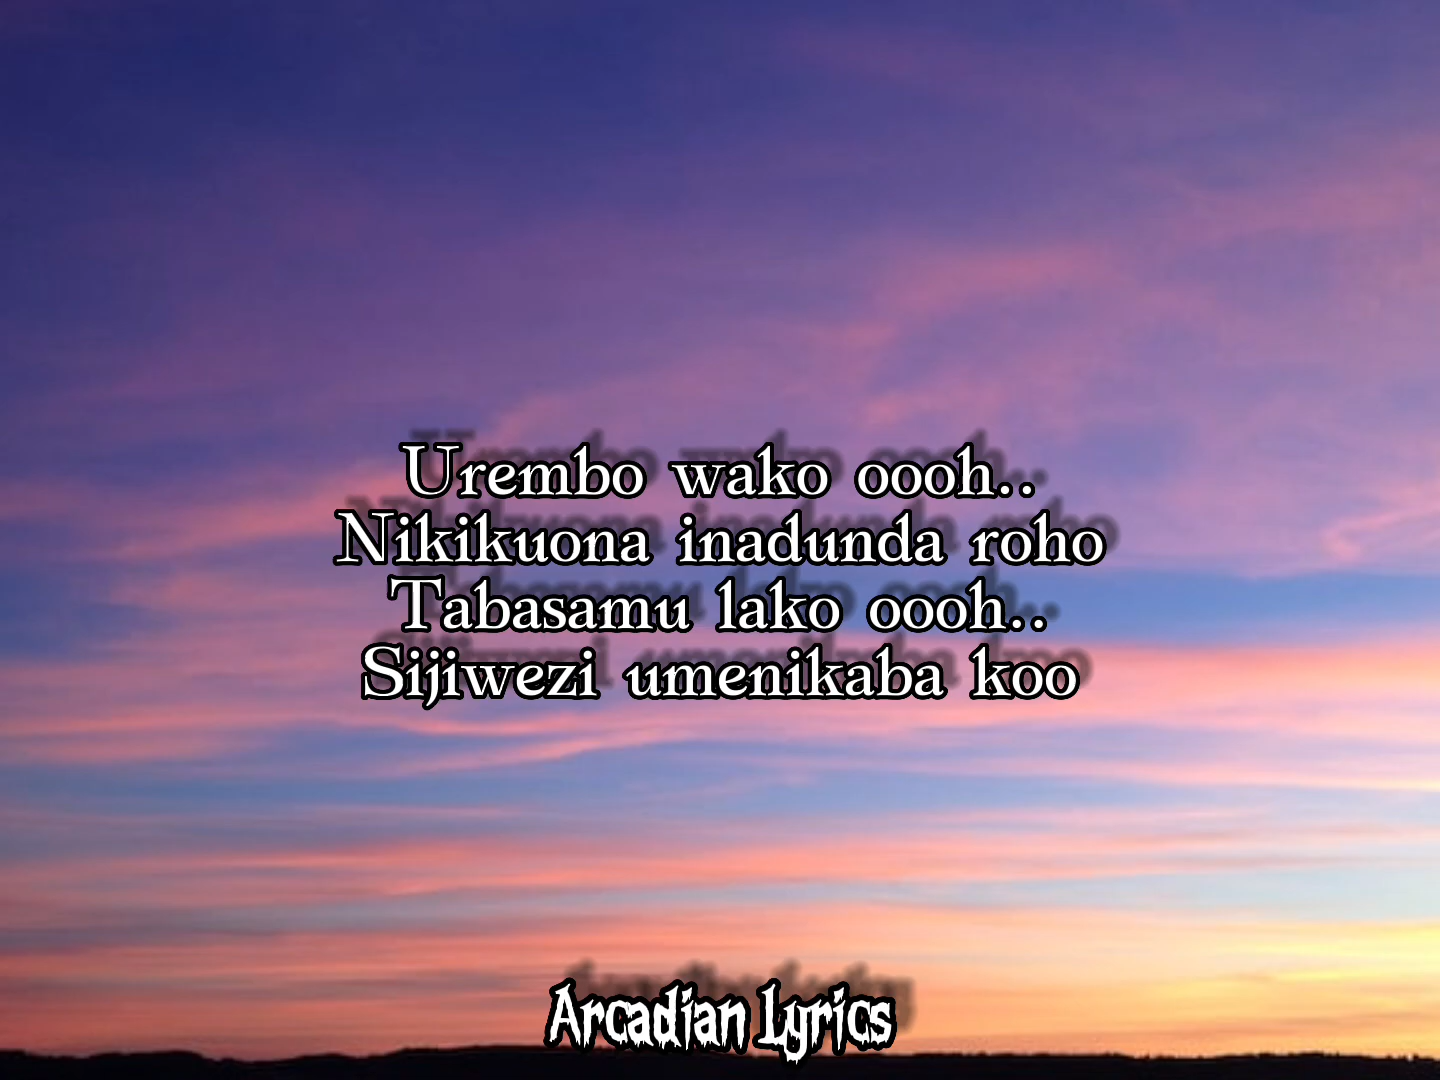 Urembo wako oooh..
Nikikuona inadunda roho
Tabasamu lako oooh..
Sijiwezi umenikaba koo
Arcadian Lyrics